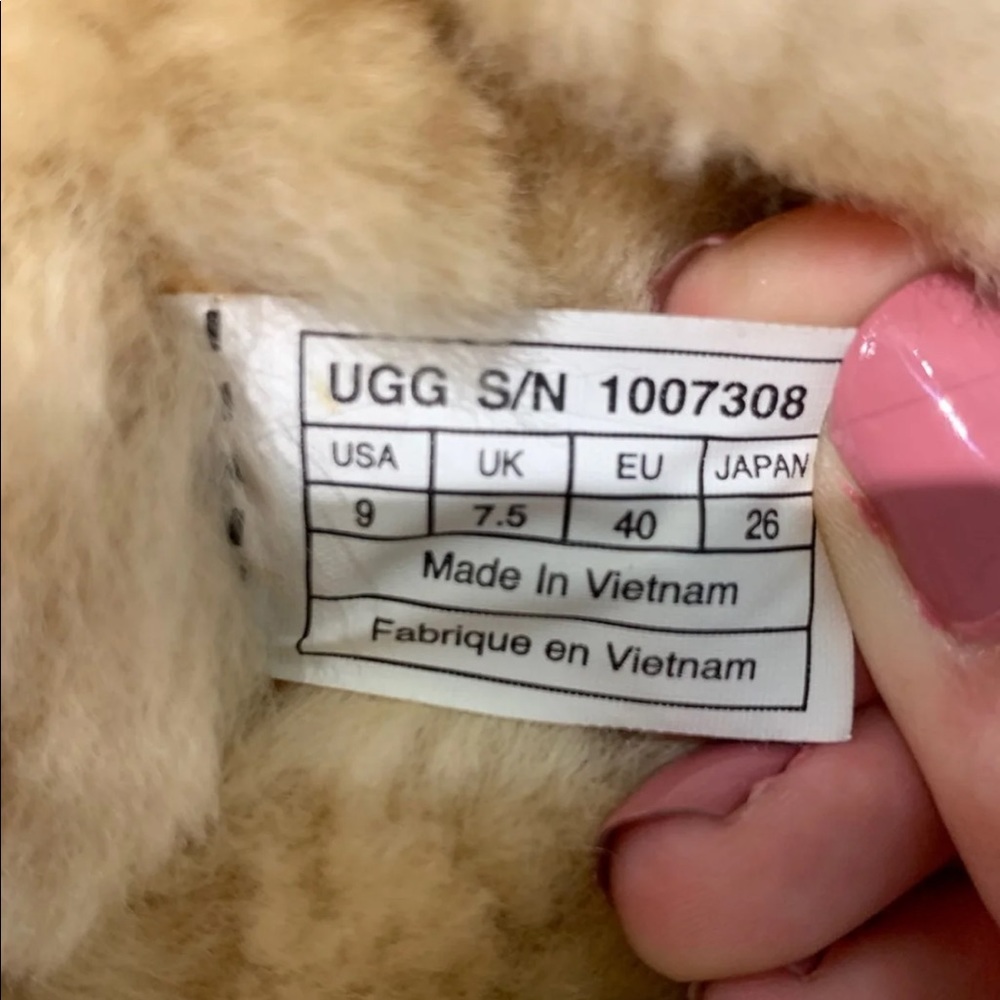 UGG S/N 1007308
USA UK EU JAPAN
9 7.5 40 26
Made In Vietnam
Fabrique en Vietnam